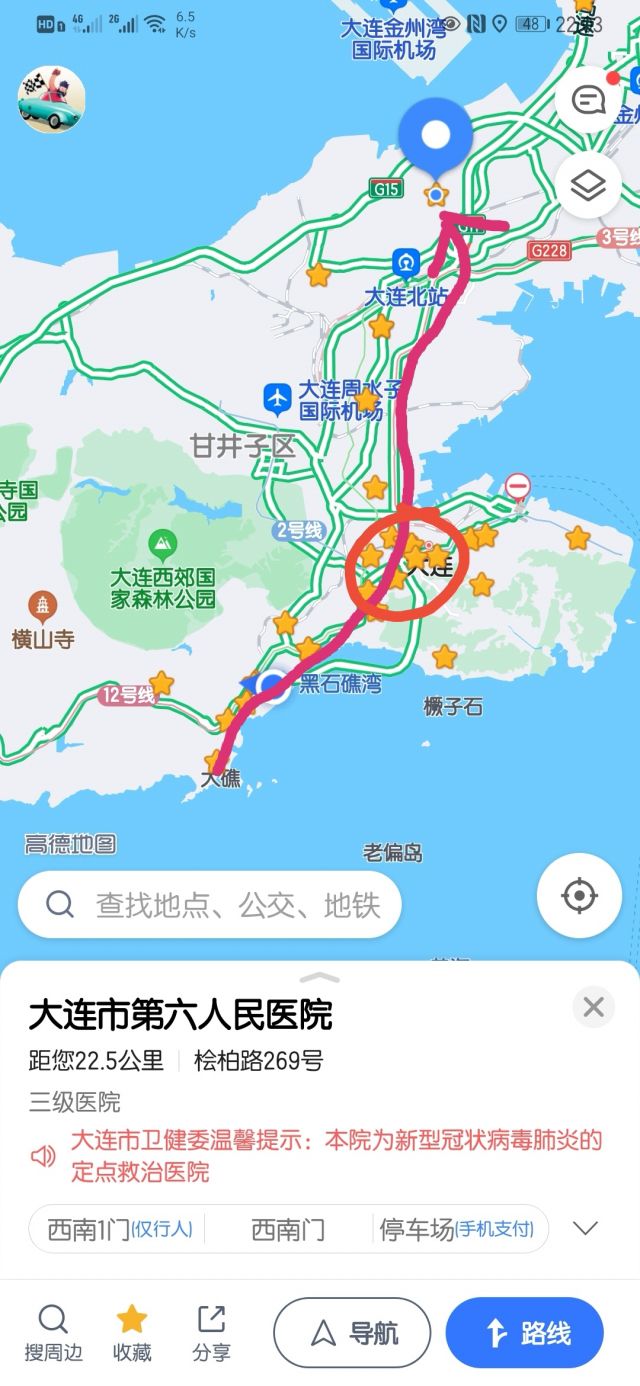 HD 1 4G 2G 6.5 K/s 48
大连金州湾
国际机场
速
金州
G15
G228
3号线
大连北站
大连周水子
国际机场
甘井子区
寺国
公园
2号线
大连西郊国
家森林公园
大连
横山寺
12号线
黑石礁湾
橛子石
大礁
高德地图
老偏岛
查找地点、公交、地铁
大连市第六人民医院
距您22.5公里 桧柏路269号
三级医院
大连市卫健委温馨提示：本院为新型冠状病毒肺炎的
定点救治医院
西南1门(仅行人) 西南门 停车场(手机支付)
搜周边 收藏 分享 导航 路线